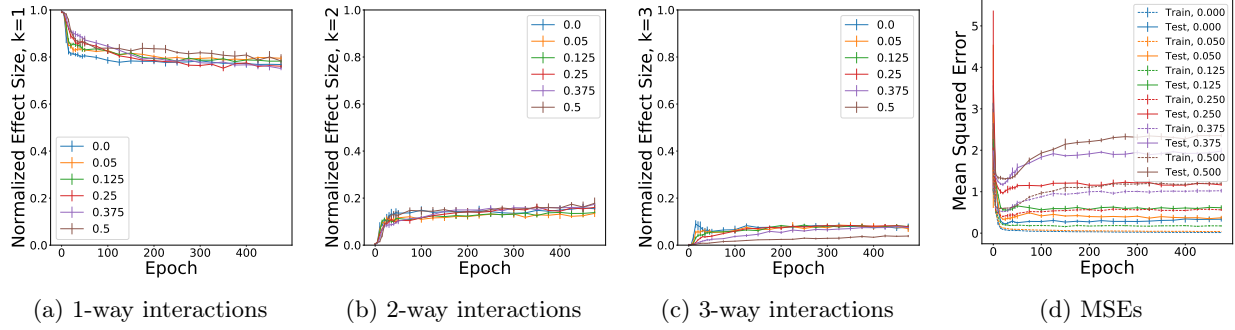 Normalized Effect Size, k=1
1.0
0.8
0.6
0.4
0.2
0.0
0.0
0.05
0.125
0.25
0.375
0.5
0 100 200 300 400
Epoch
(a) 1-way interactions
Normalized Effect Size, k=2
1.0
0.8
0.6
0.4
0.2
0.0
0.0
0.05
0.125
0.25
0.375
0.5
0 100 200 300 400
Epoch
(b) 2-way interactions
Normalized Effect Size, k=3
1.0
0.8
0.6
0.4
0.2
0.0
0.0
0.05
0.125
0.25
0.375
0.5
0 100 200 300 400
Epoch
(c) 3-way interactions
Mean Squared Error
5
4
3
2
1
0
Train, 0.000
Test, 0.000
Train, 0.050
Test, 0.050
Train, 0.125
Test, 0.125
Train, 0.250
Test, 0.250
Train, 0.375
Test, 0.375
Train, 0.500
Test, 0.500
0 100 200 300 400
Epoch
(d) MSEs